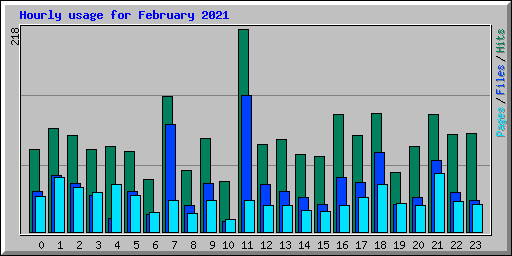 Hourly usage for February 2021
218
Pages / Files / Hits
0 1 2 3 4 5 6 7 8 9 10 11 12 13 14 15 16 17 18 19 20 21 22 23